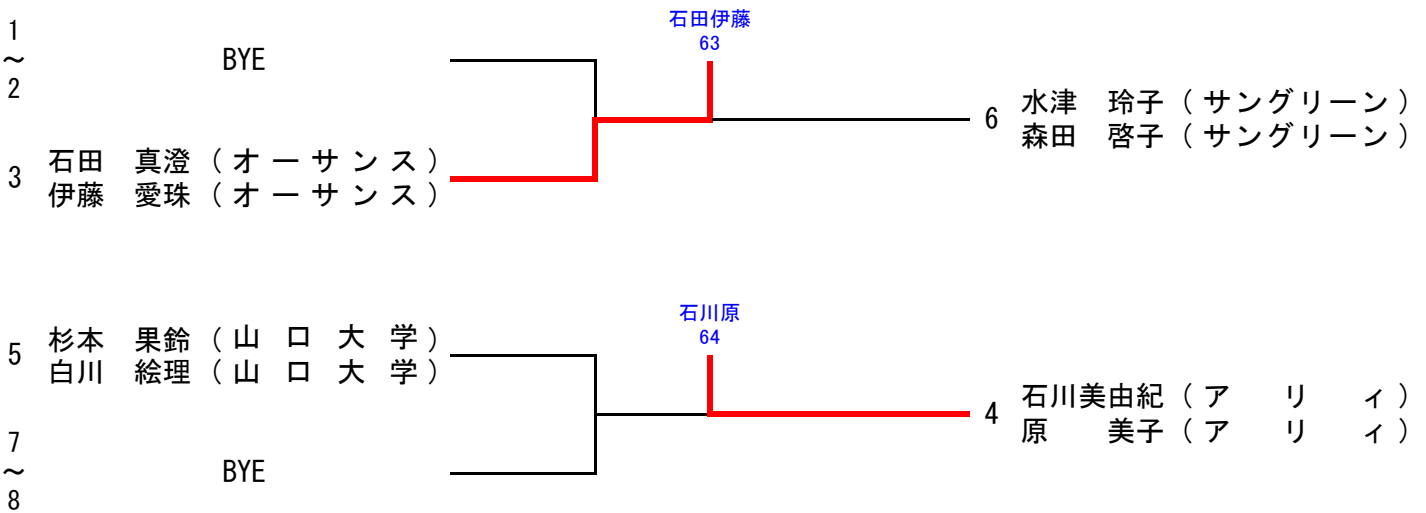 1
～
2
BYE
石田伊藤
63
3
石田　真澄（オーサンス）
伊藤　愛珠（オーサンス）
6
水津　玲子（サングリーン）
森田　啓子（サングリーン）
5
杉本　果鈴（山口大学）
白川　絵理（山口大学）
石川原
64
7
～
8
BYE
4
石川美由紀（アリィ）
原　　美子（アリィ）